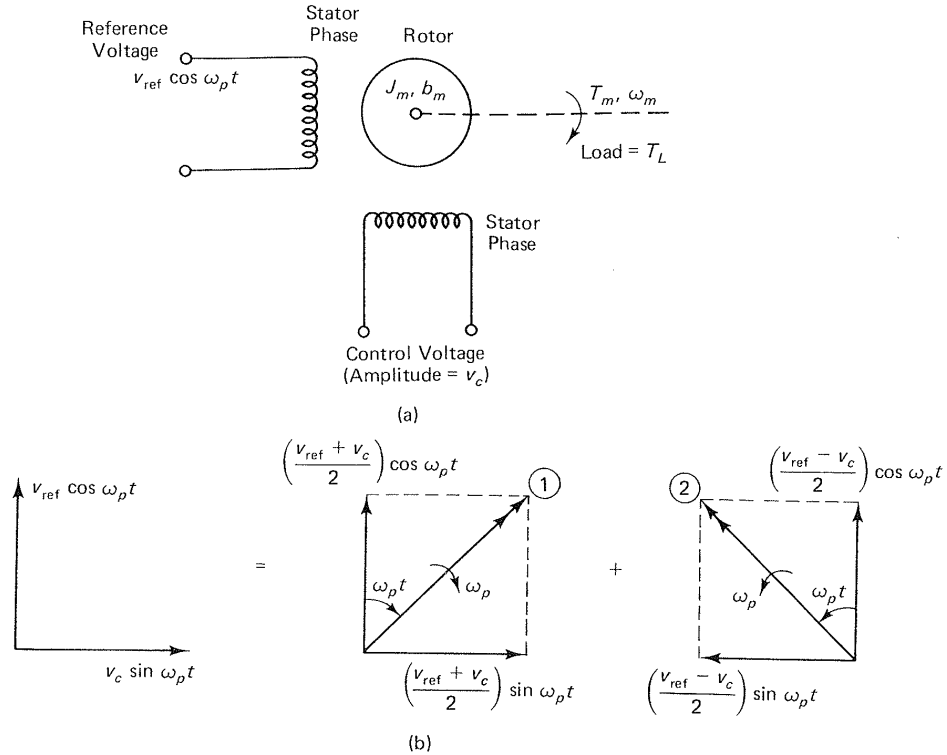 Reference
Voltage
v_ref cos ω_p t
Stator
Phase
Rotor
J_m, b_m
T_m, ω_m
Load = T_L
Stator
Phase
Control Voltage
(Amplitude = v_c)
(a)
v_ref cos ω_p t
v_c sin ω_p t
=
((v_ref + v_c)/2) cos ω_p t
1
ω_p t
ω_p
((v_ref + v_c)/2) sin ω_p t
+
2
((v_ref − v_c)/2) cos ω_p t
ω_p
ω_p t
((v_ref − v_c)/2) sin ω_p t
(b)